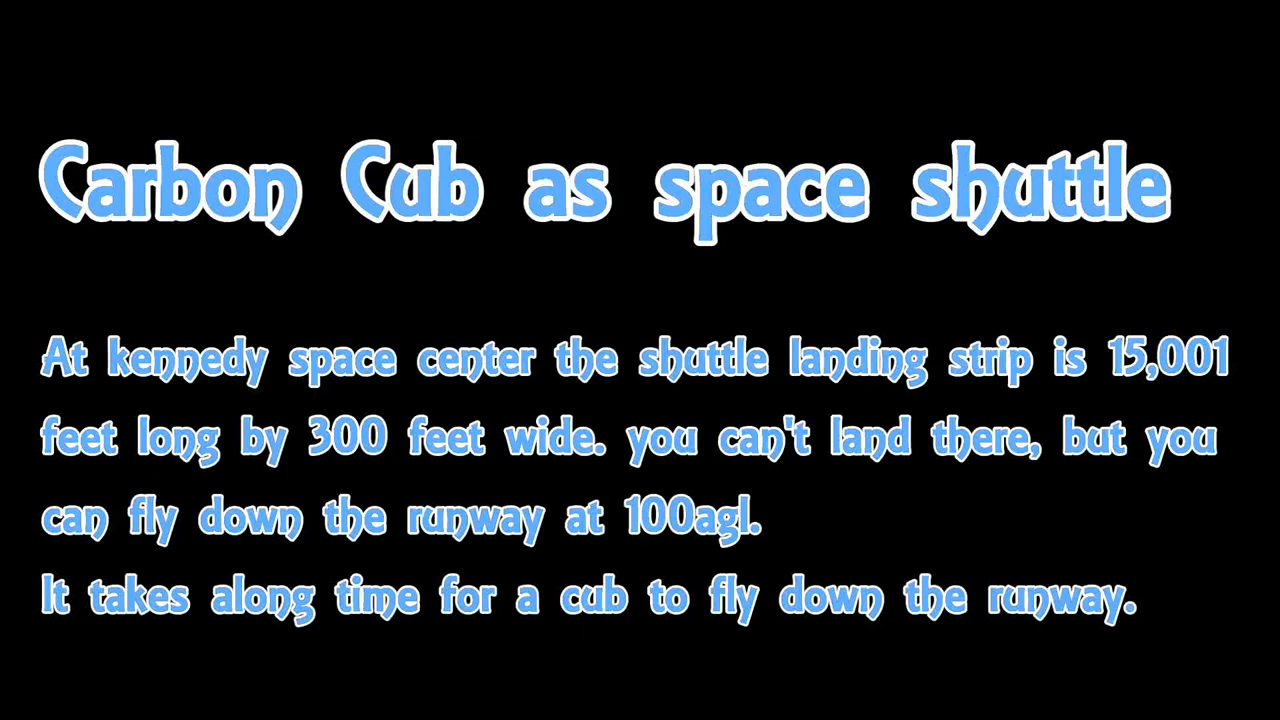 Carbon Cub as space shuttle
At kennedy space center the shuttle landing strip is 15,001
feet long by 300 feet wide. you can't land there, but you
can fly down the runway at 100agl.
It takes along time for a cub to fly down the runway.